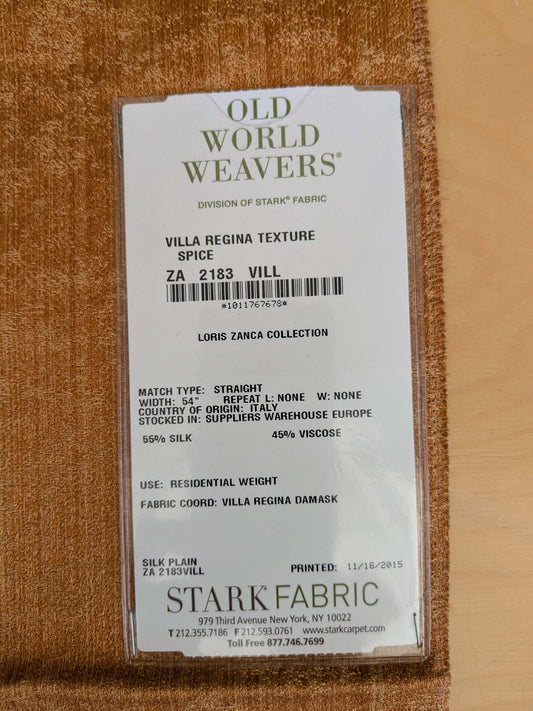 OLD
WORLD
WEAVERS®
DIVISION OF STARK® FABRIC
VILLA REGINA TEXTURE
SPICE
ZA 2183 VILL
*1011767678*
LORIS ZANCA COLLECTION
MATCH TYPE: STRAIGHT
WIDTH: 54" REPEAT L: NONE W: NONE
COUNTRY OF ORIGIN: ITALY
STOCKED IN: SUPPLIERS WAREHOUSE EUROPE
55% SILK 45% VISCOSE
USE: RESIDENTIAL WEIGHT
FABRIC COORD: VILLA REGINA DAMASK
SILK PLAIN
ZA 2183VILL PRINTED: 11/16/2015
STARK FABRIC
979 Third Avenue New York, NY 10022
T 212.355.7186 F 212.593.0761 www.starkcarpet.com
Toll Free 877.746.7699